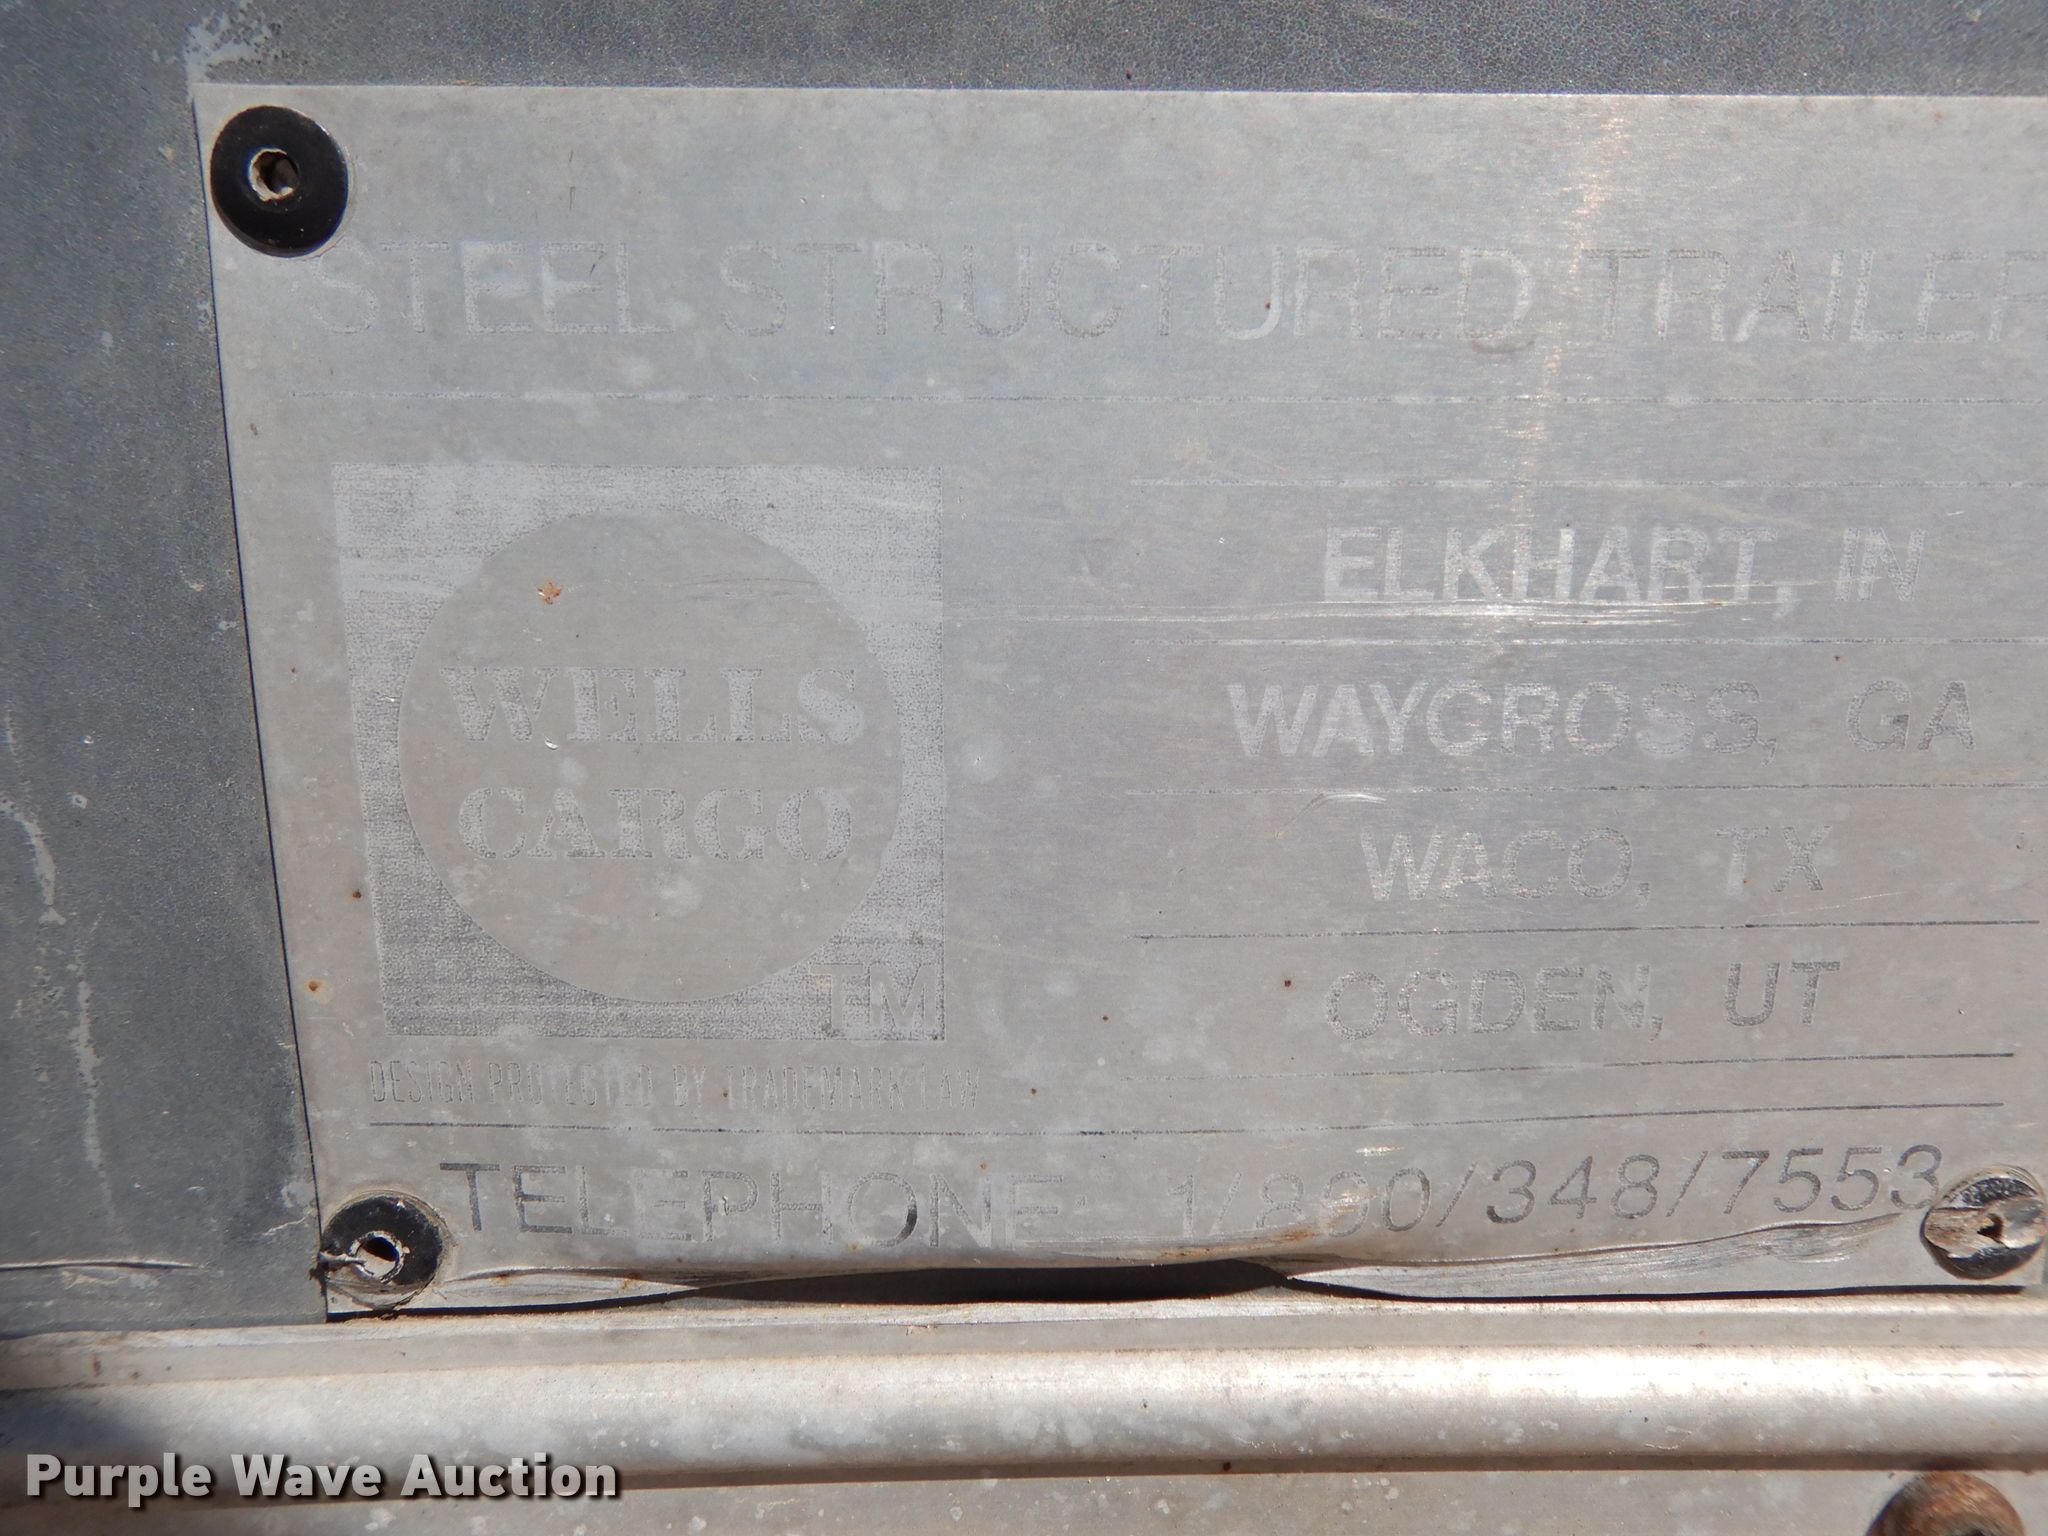 STEEL STRUCTURED TRAILER
WELLS
CARGO
TM
DESIGN PROTECTED BY TRADEMARK LAW
ELKHART, IN
WAYCROSS, GA
WACO, TX
OGDEN, UT
TELEPHONE 1/800/348/7553
Purple Wave Auction